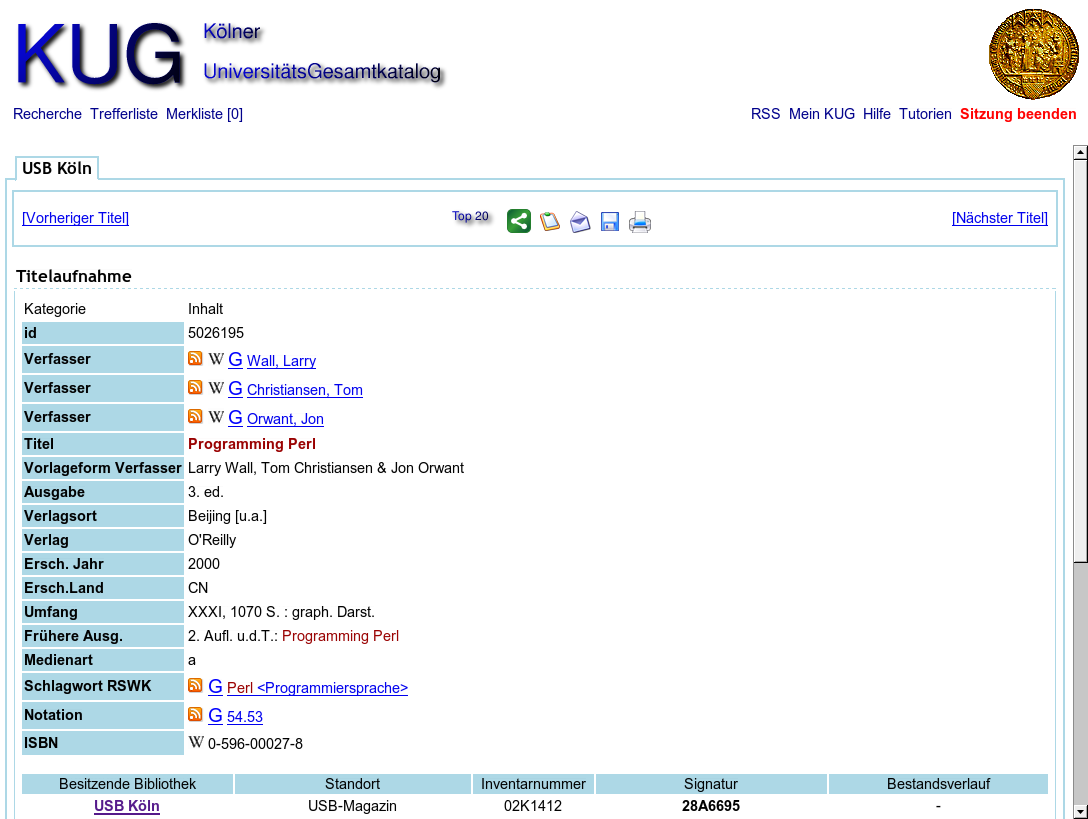 KUG Kölner
UniversitätsGesamtkatalog
Recherche Trefferliste Merkliste [0] RSS Mein KUG Hilfe Tutorien Sitzung beenden
USB Köln
[Vorheriger Titel] Top 20 [Nächster Titel]
Titelaufnahme
Kategorie Inhalt
id 5026195
Verfasser W G Wall, Larry
Verfasser W G Christiansen, Tom
Verfasser W G Orwant, Jon
Titel Programming Perl
Vorlageform Verfasser Larry Wall, Tom Christiansen & Jon Orwant
Ausgabe 3. ed.
Verlagsort Beijing [u.a.]
Verlag O'Reilly
Ersch. Jahr 2000
Ersch.Land CN
Umfang XXXI, 1070 S. : graph. Darst.
Frühere Ausg. 2. Aufl. u.d.T.: Programming Perl
Medienart a
Schlagwort RSWK G Perl <Programmiersprache>
Notation G 54.53
ISBN W 0-596-00027-8
Besitzende Bibliothek Standort Inventarnummer Signatur Bestandsverlauf
USB Köln USB-Magazin 02K1412 28A6695 -